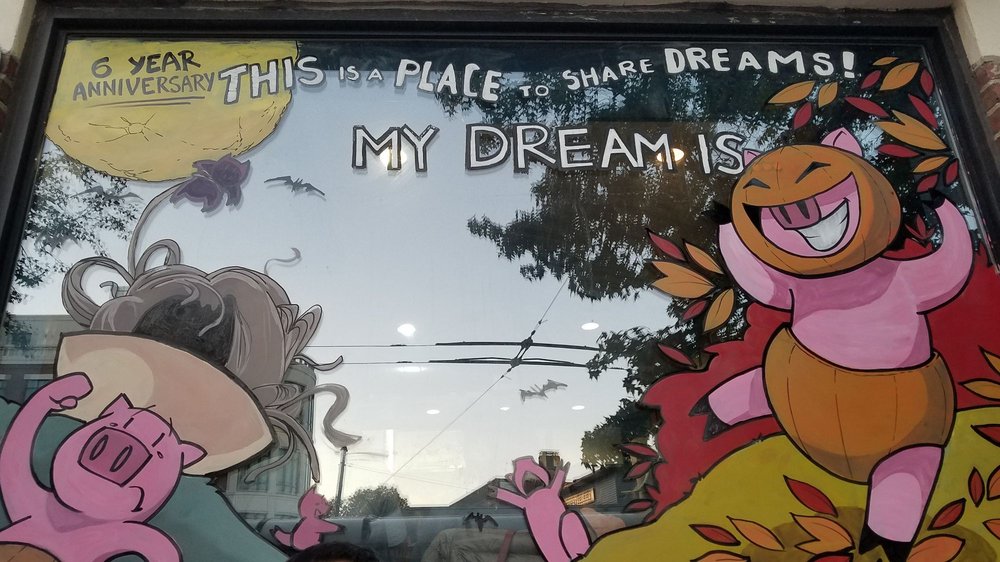 6 YEAR
ANNIVERSARY
THIS IS A PLACE TO SHARE DREAMS!
MY DREAM IS